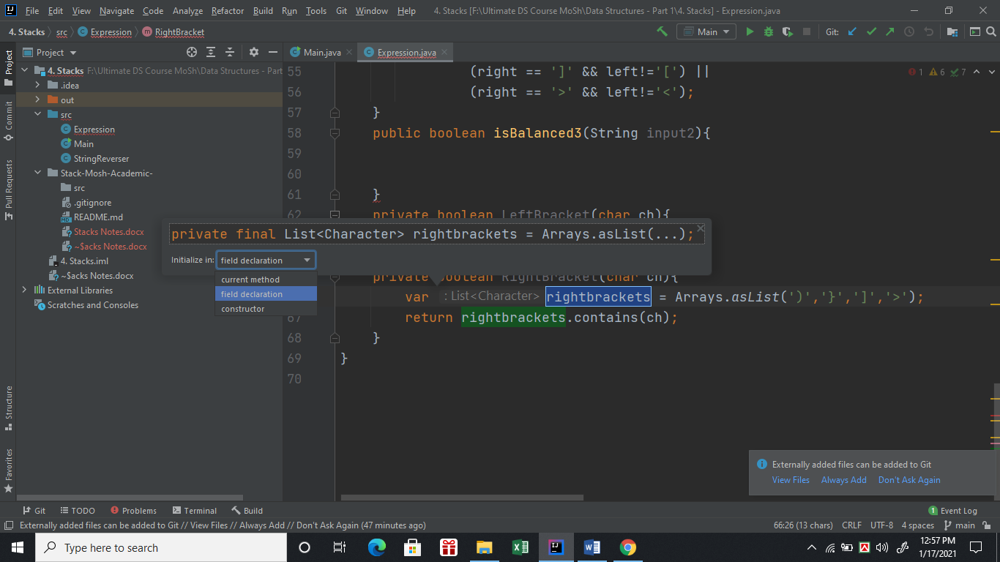 File Edit View Navigate Code Analyze Refactor Build Run Tools Git Window Help 4. Stacks [F:\Ultimate DS Course MoSh\Data Structures - Part 1\4. Stacks] - Expression.java
4. Stacks src Expression RightBracket Main Git:
Project Main.java Expression.java
4. Stacks F:\Ultimate DS Course MoSh\Data Structures - Part
.idea
out
src
Expression
Main
StringReverser
Stack-Mosh-Academic-
src
.gitignore
README.md
Stacks Notes.docx
~$acks Notes.docx
4. Stacks.iml
~$acks Notes.docx
External Libraries
Scratches and Consoles
Project
Commit
Pull Requests
Structure
Favorites
1 6 7
55 (right == ']' && left!='[') ||
56 (right == '>' && left!='<');
57 }
58 public boolean isBalanced3(String input2){
59
60
61 }
62 private boolean LeftBracket(char ch){
private final List<Character> rightbrackets = Arrays.asList(...);
Initialize in: field declaration
current method
field declaration
constructor
private boolean RightBracket(char ch){
var : List<Character> rightbrackets = Arrays.asList(')','}',']','>');
67 return rightbrackets.contains(ch);
68 }
69 }
70
Externally added files can be added to Git
View Files Always Add Don't Ask Again
Git TODO Problems Terminal Build 1 Event Log
Externally added files can be added to Git // View Files // Always Add // Don't Ask Again (47 minutes ago) 66:26 (13 chars) CRLF UTF-8 4 spaces main
Type here to search
12:57 PM
1/17/2021